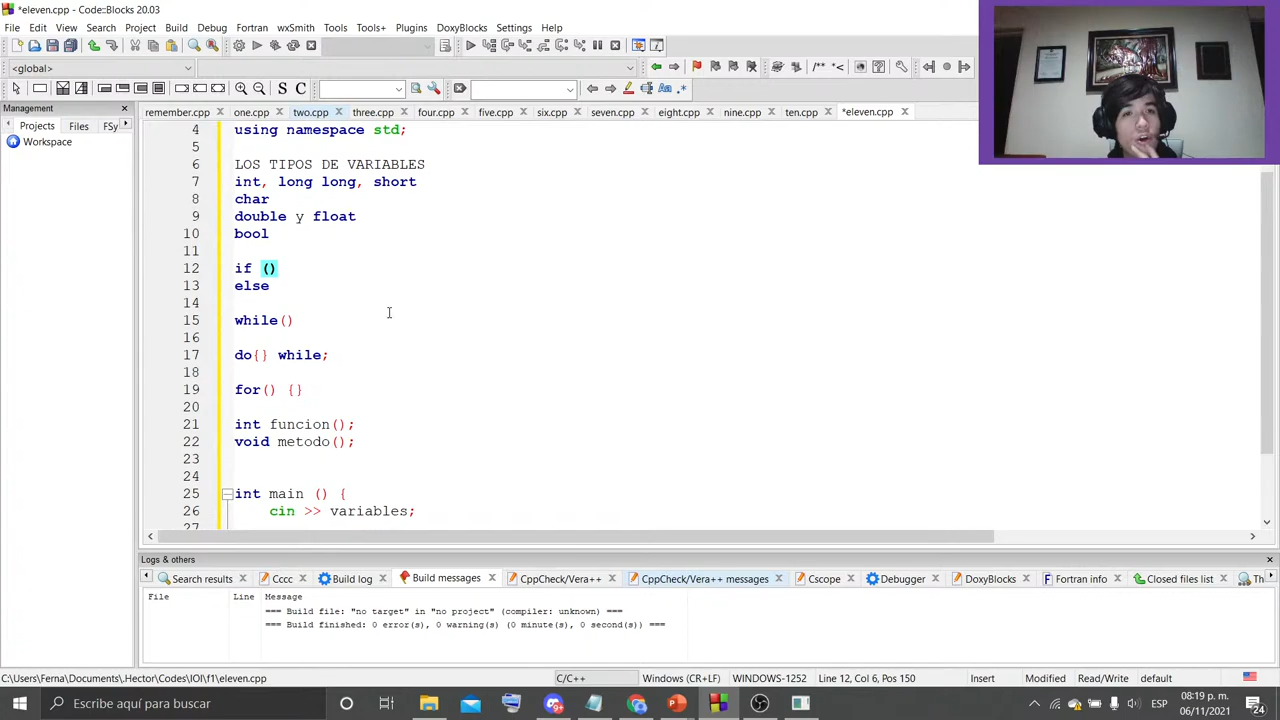 *eleven.cpp - Code::Blocks 20.03
File Edit View Search Project Build Debug Fortran wxSmith Tools Tools+ Plugins DoxyBlocks Settings Help
<global>
S C
Aa
Management
remember.cpp one.cpp two.cpp three.cpp four.cpp five.cpp six.cpp seven.cpp eight.cpp nine.cpp ten.cpp *eleven.cpp
Projects Files FSy
Workspace
4 using namespace std;
5
6 LOS TIPOS DE VARIABLES
7 int, long long, short
8 char
9 double y float
10 bool
11
12 if ()
13 else
14
15 while()
16
17 do{} while;
18
19 for() {}
20
21 int funcion();
22 void metodo();
23
24
25 int main () {
26 cin >> variables;
27
Logs & others
Search results Cccc Build log Build messages CppCheck/Vera++ CppCheck/Vera++ messages Cscope Debugger DoxyBlocks Fortran info Closed files list Th
File Line Message
=== Build file: "no target" in "no project" (compiler: unknown) ===
=== Build finished: 0 error(s), 0 warning(s) (0 minute(s), 0 second(s)) ===
C:\Users\Ferna\Documents\.Hector\Codes\IOI\f1\eleven.cpp C/C++ Windows (CR+LF) WINDOWS-1252 Line 12, Col 6, Pos 150 Insert Modified Read/Write default
Escribe aquí para buscar
ESP
08:19 p. m.
06/11/2021
24